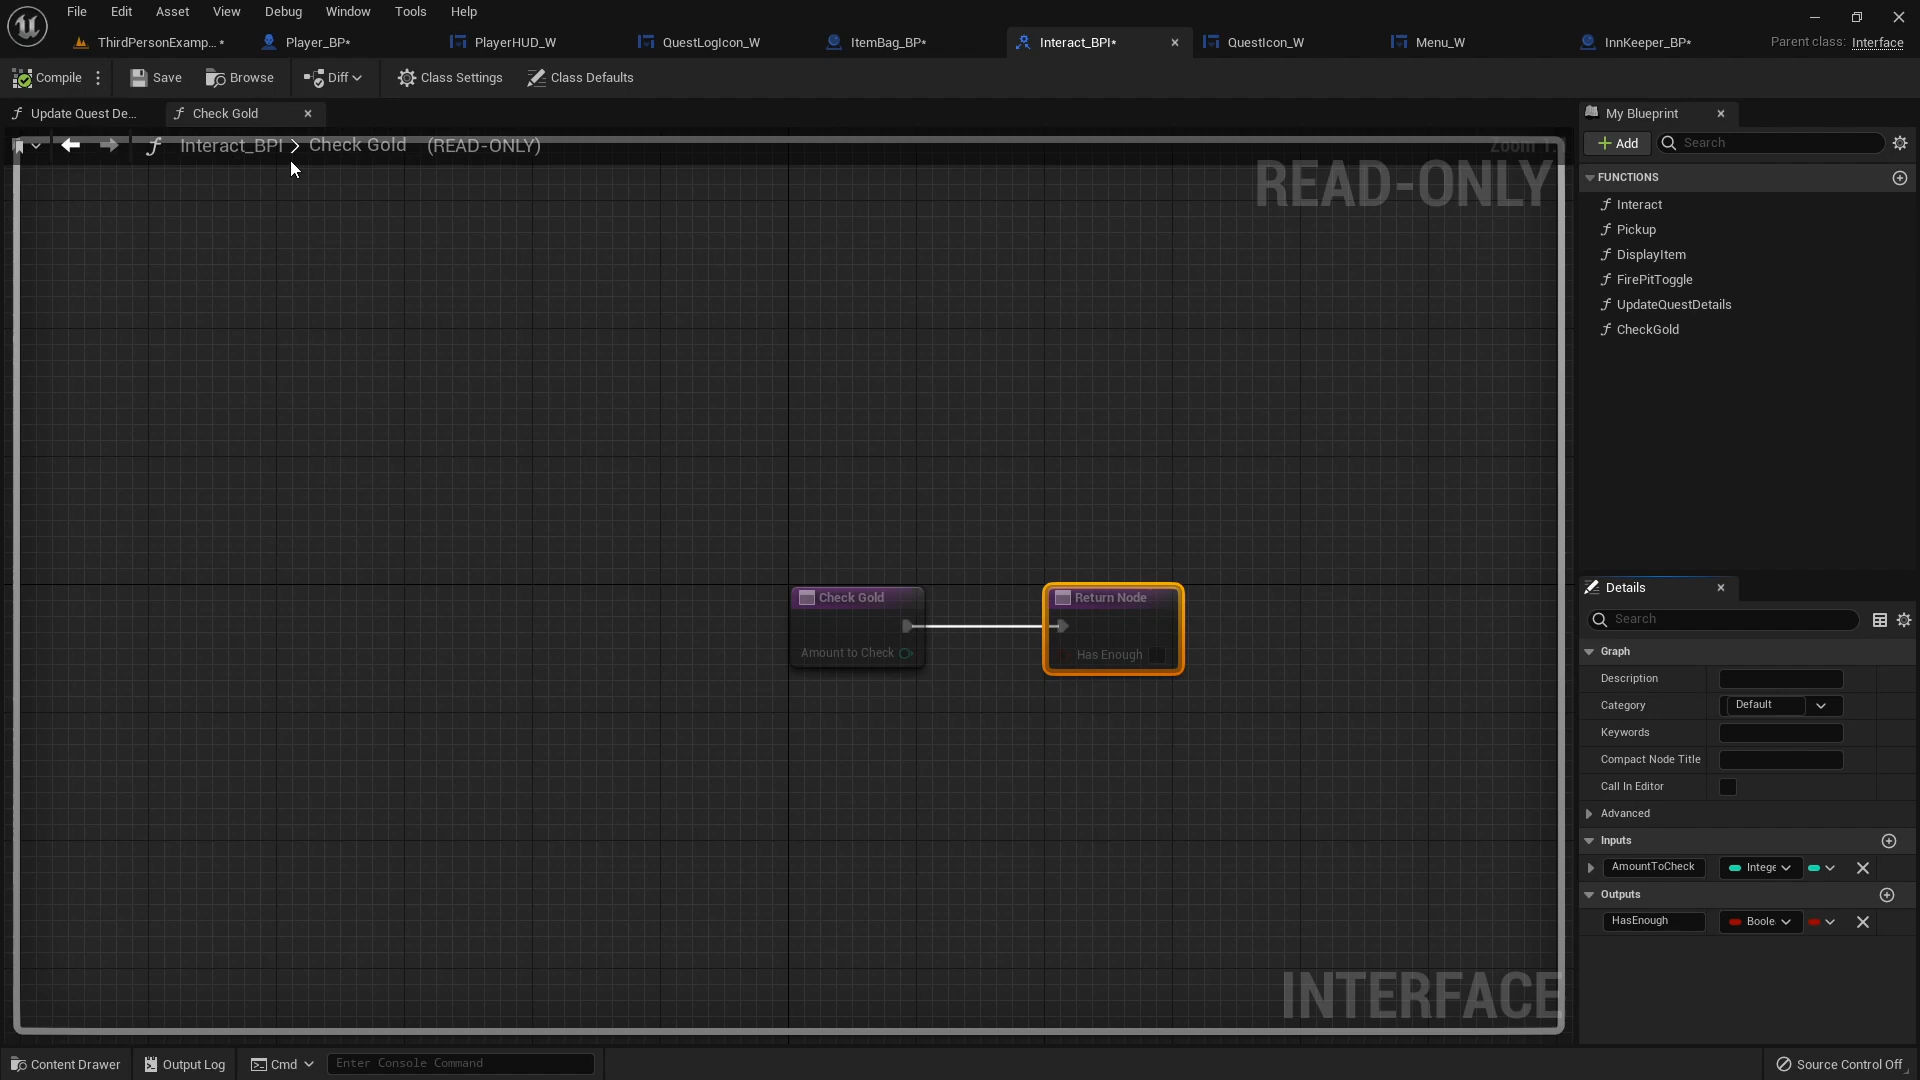 File Edit Asset View Debug Window Tools Help
ThirdPersonExamp... * Player_BP* PlayerHUD_W QuestLogIcon_W ItemBag_BP* Interact_BPI* QuestIcon_W Menu_W InnKeeper_BP* Parent class: Interface
Compile Save Browse Diff Class Settings Class Defaults
Update Quest De... Check Gold
Interact_BPI > Check Gold (READ-ONLY)
Zoom 1:1
READ-ONLY
Check Gold
Amount to Check
Return Node
Has Enough
INTERFACE
My Blueprint
Add Search
FUNCTIONS
Interact
Pickup
DisplayItem
FirePitToggle
UpdateQuestDetails
CheckGold
Details
Search
Graph
Description
Category Default
Keywords
Compact Node Title
Call In Editor
Advanced
Inputs
AmountToCheck Intege
Outputs
HasEnough Boole
Content Drawer Output Log Cmd Enter Console Command Source Control Off